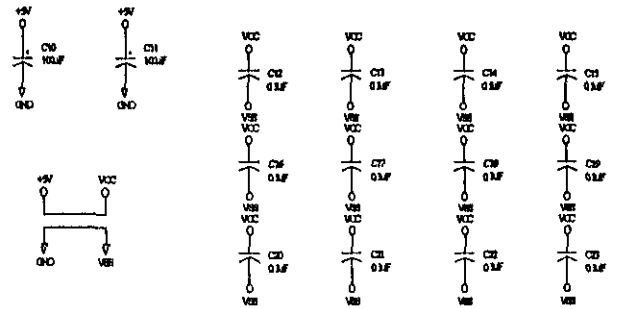 +5V
C10
100uF
GND
+5V
C11
100uF
GND
+5V
VCC
GND
VSS
VCC
C12
0.1uF
VSS
VCC
C13
0.1uF
VSS
VCC
C14
0.1uF
VSS
VCC
C15
0.1uF
VSS
VCC
C16
0.1uF
VSS
VCC
C17
0.1uF
VSS
VCC
C18
0.1uF
VSS
VCC
C19
0.1uF
VSS
VCC
C20
0.1uF
VSS
VCC
C21
0.1uF
VSS
VCC
C22
0.1uF
VSS
VCC
C23
0.1uF
VSS